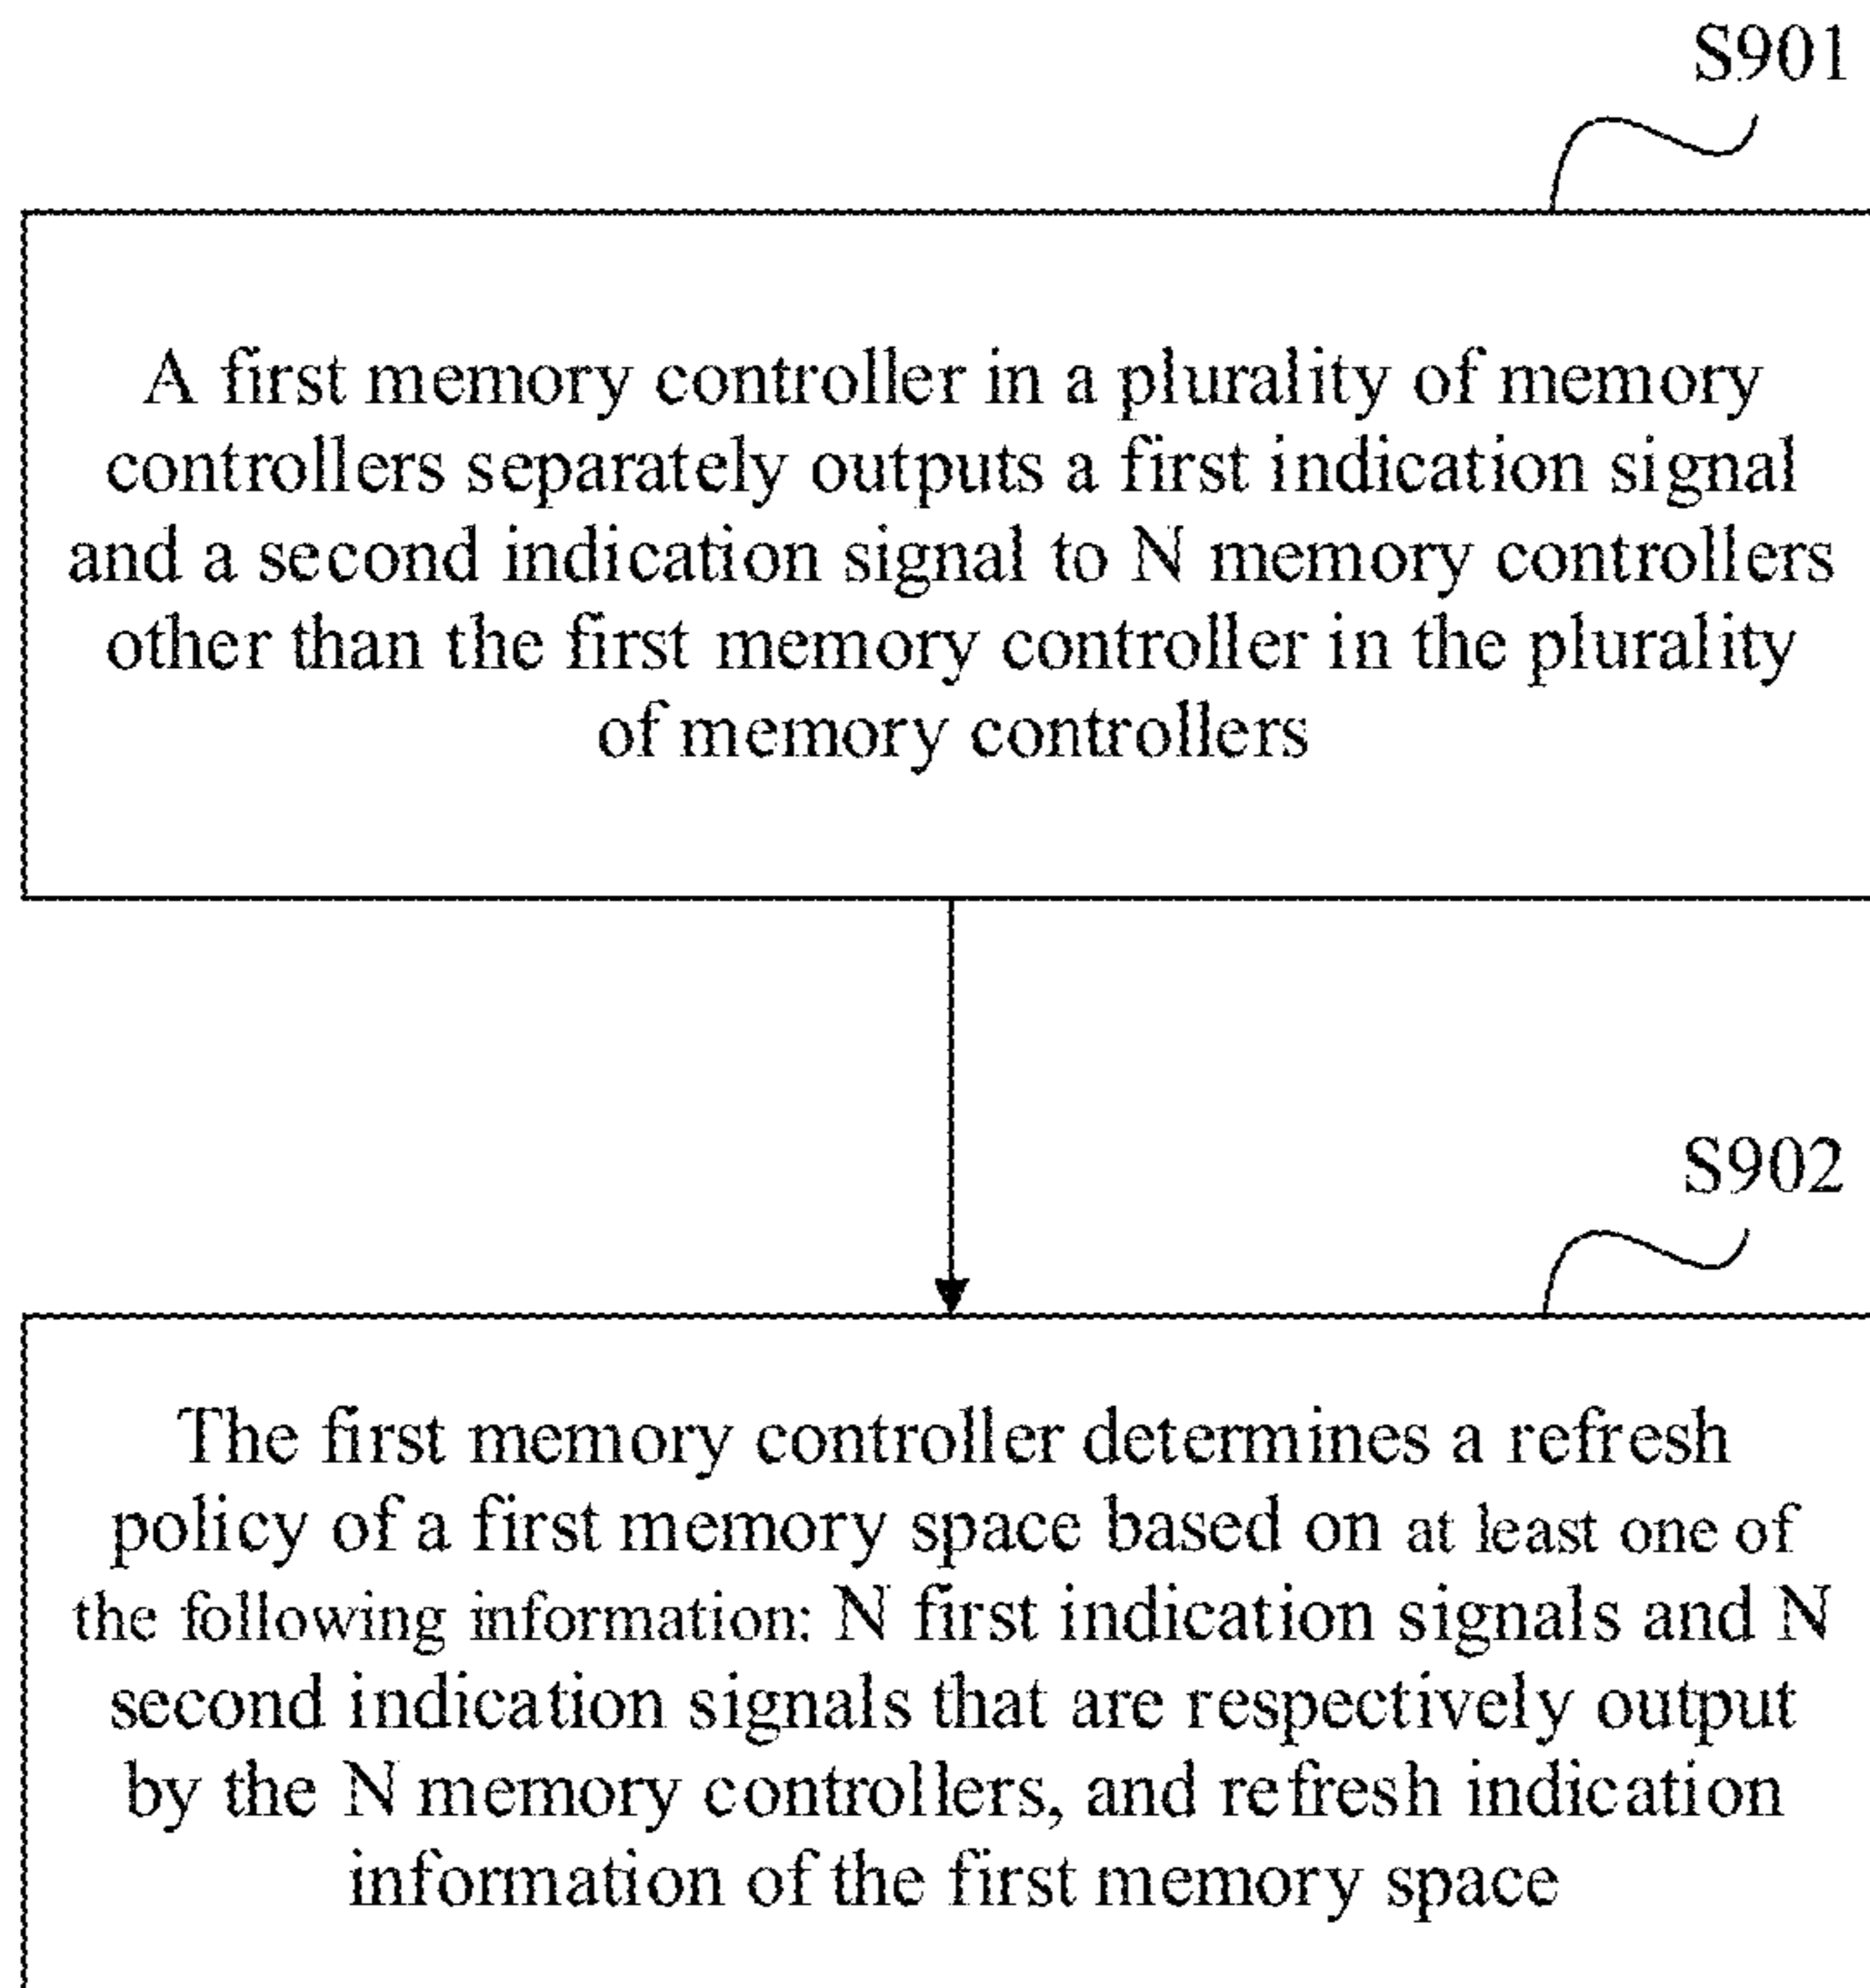 S901
A first memory controller in a plurality of memory
controllers separately outputs a first indication signal
and a second indication signal to N memory controllers
other than the first memory controller in the plurality
of memory controllers
S902
The first memory controller determines a refresh
policy of a first memory space based on at least one of
the following information: N first indication signals and N
second indication signals that are respectively output
by the N memory controllers, and refresh indication
information of the first memory space